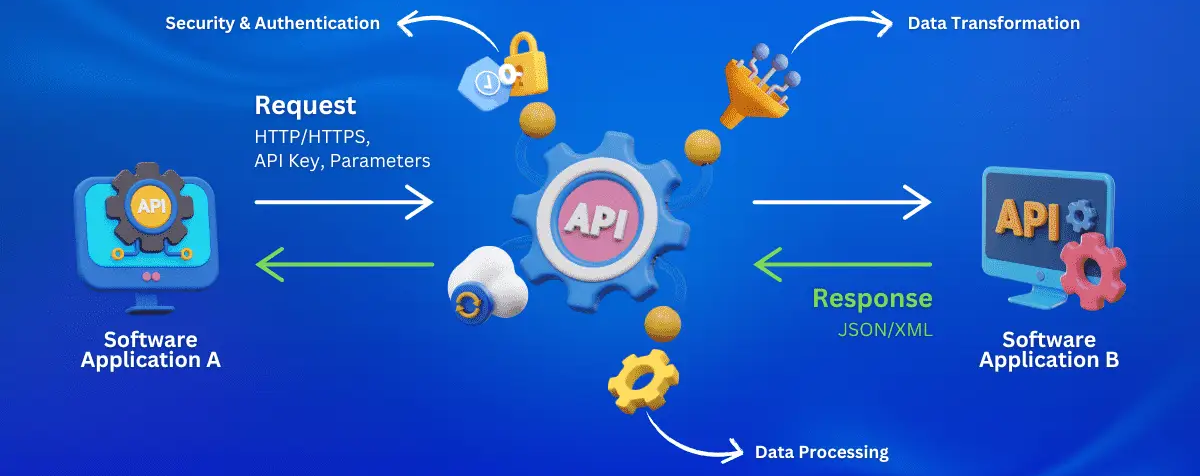 Security & Authentication
Data Transformation
Request
HTTP/HTTPS,
API Key, Parameters
API
API
API
Response
JSON/XML
Software
Application A
Software
Application B
Data Processing